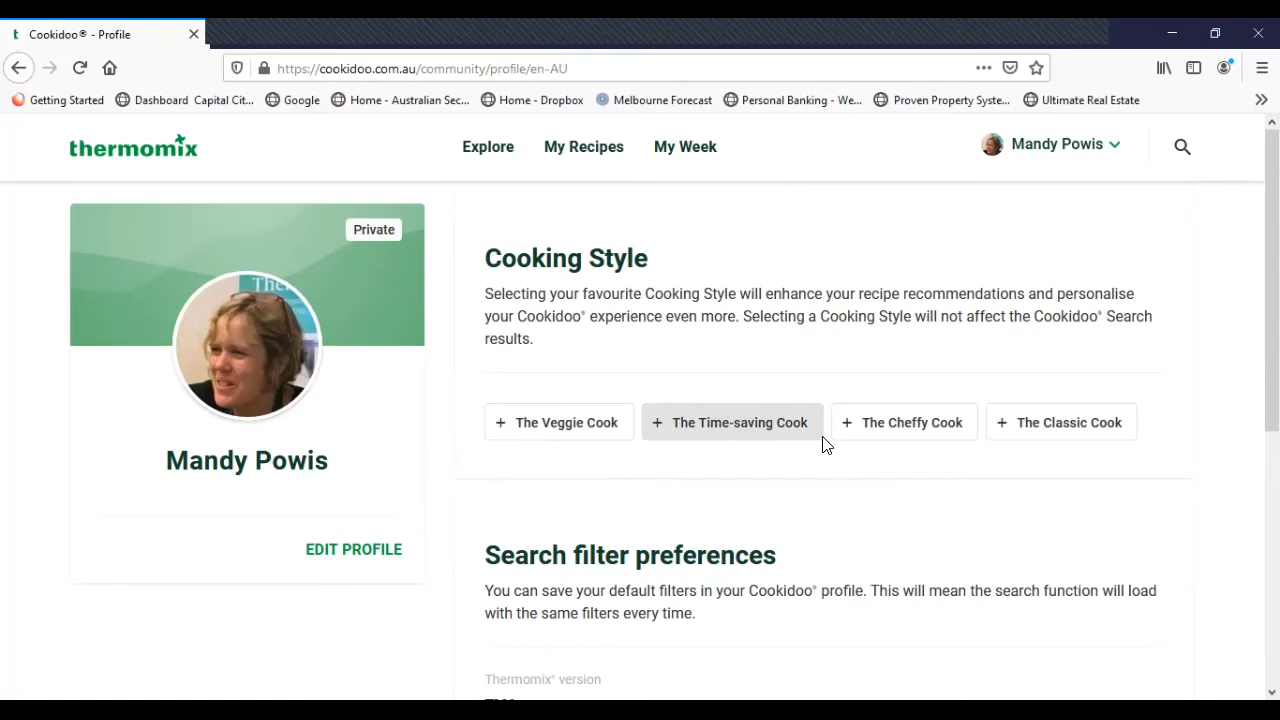 Cookidoo® - Profile
https://cookidoo.com.au/community/profile/en-AU
Getting Started
Dashboard Capital Cit...
Google
Home - Australian Sec...
Home - Dropbox
Melbourne Forecast
Personal Banking - We...
Proven Property Syste...
Ultimate Real Estate
thermomix
Explore
My Recipes
My Week
Mandy Powis
Private
Mandy Powis
EDIT PROFILE
Cooking Style
Selecting your favourite Cooking Style will enhance your recipe recommendations and personalise
your Cookidoo® experience even more. Selecting a Cooking Style will not affect the Cookidoo® Search
results.
+ The Veggie Cook
+ The Time-saving Cook
+ The Cheffy Cook
+ The Classic Cook
Search filter preferences
You can save your default filters in your Cookidoo® profile. This will mean the search function will load
with the same filters every time.
Thermomix® version